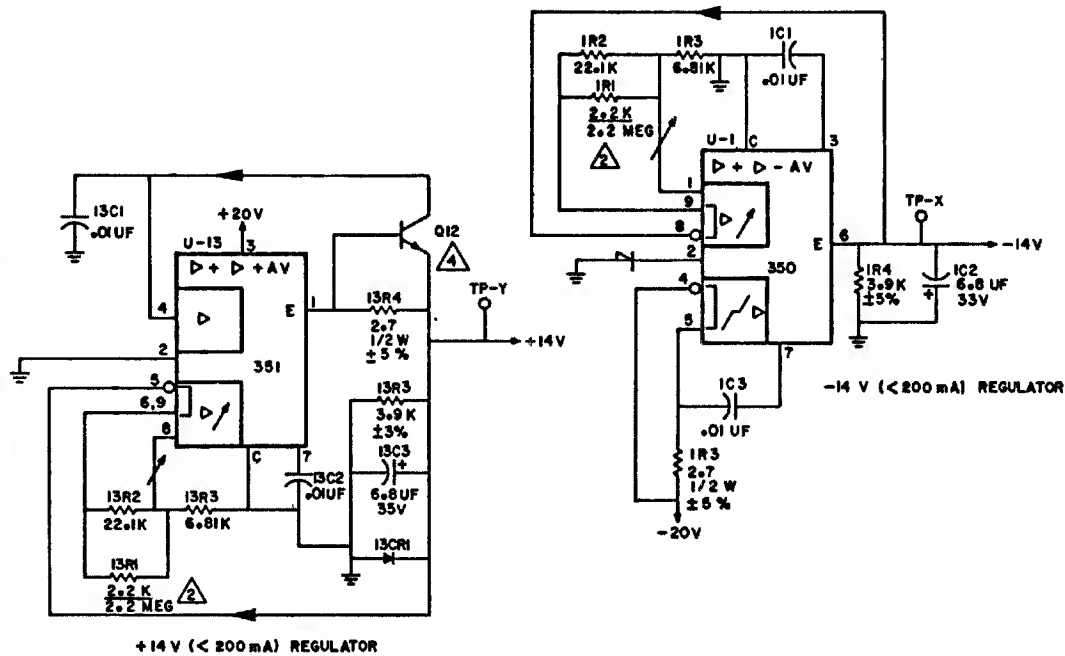 13C1
.01UF
+20V
U-13
3
▷+ ▷+AV
4
▷
E
1
2
351
5
6,9
8
▷
C
7
Q12
4
TP-Y
13R4
2.7
1/2 W
±5 %
+14V
13R3
3.9K
±3%
13C3
+
6.8UF
35V
13CR1
13C2
.01UF
13R2
22.1K
13R3
6.81K
13R1
2.2 K
2.2 MEG
2
+14 V (< 200 mA) REGULATOR
1R2
22.1K
1R3
6.81K
1C1
.01UF
1R1
2.2 K
2.2 MEG
2
U-1
C
3
▷+ ▷-AV
1
9
8
▷
2
350
E
6
4
5
▷
7
TP-X
-14V
1R4
3.9K
±5%
1C2
6.8 UF
33V
+
1C3
.01 UF
1R3
2.7
1/2 W
±5 %
-20V
-14 V (<200 mA) REGULATOR